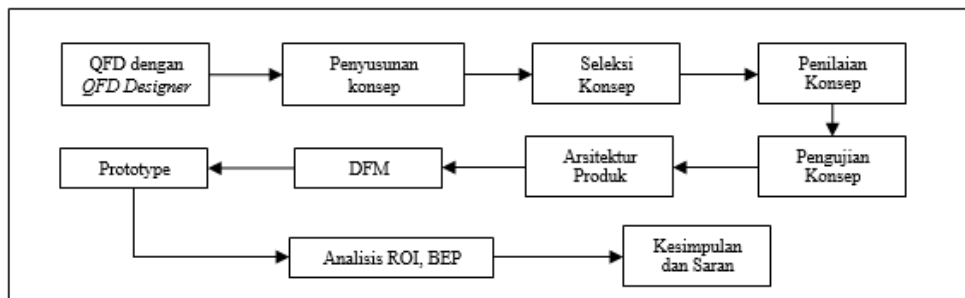 QFD dengan
QFD Designer
Penyusunan
konsep
Seleksi
Konsep
Penilaian
Konsep
Pengujian
Konsep
Arsitektur
Produk
DFM
Prototype
Analisis ROI, BEP
Kesimpulan
dan Saran